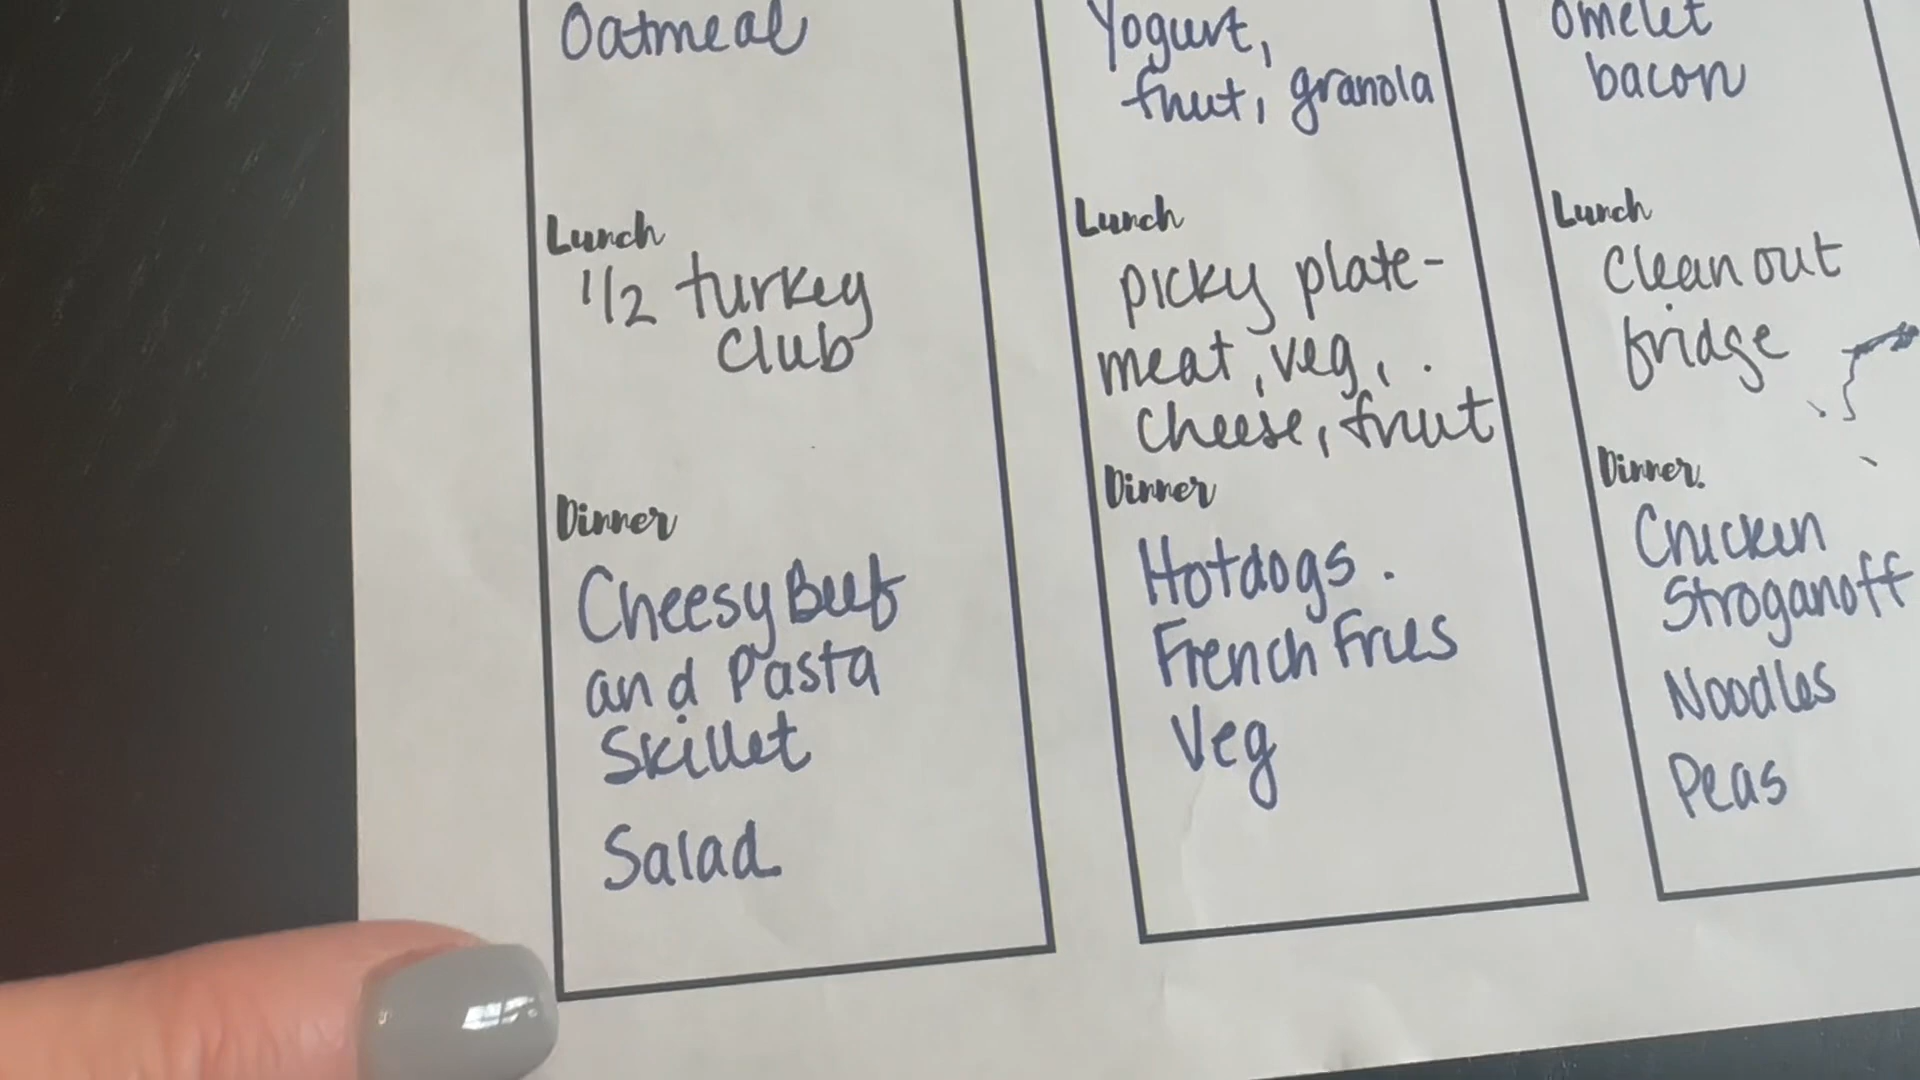 Oatmeal
Lunch
1/2 turkey
club
Dinner
Cheesy Beef
and Pasta
Skillet
Salad
Yogurt,
fruit, granola
Lunch
picky plate-
meat, veg,
cheese, fruit
Dinner
Hotdogs
French Fries
Veg
omelet
bacon
Lunch
Clean out
fridge
Dinner
Chicken
Stroganoff
Noodles
Peas